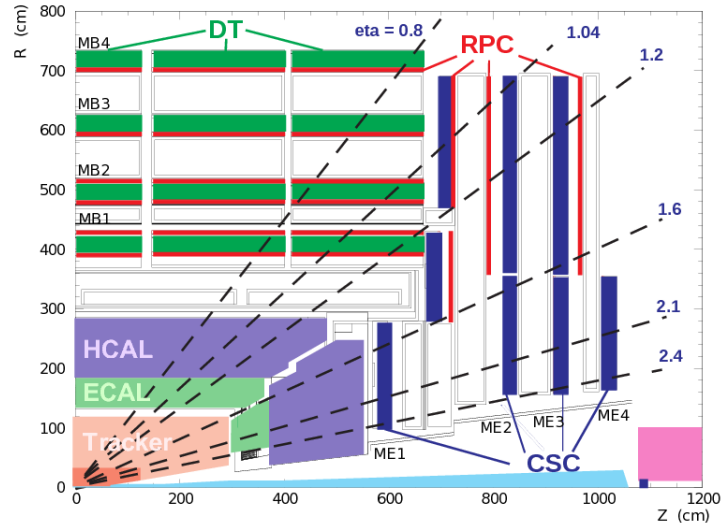 R (cm)
800
700
600
500
400
300
200
100
0
MB4
DT
eta = 0.8
RPC
1.04
1.2
MB3
MB2
MB1
1.6
2.1
2.4
HCAL
ECAL
Tracker
ME1
ME2
ME3
ME4
CSC
0
200
400
600
800
1000
1200
Z (cm)